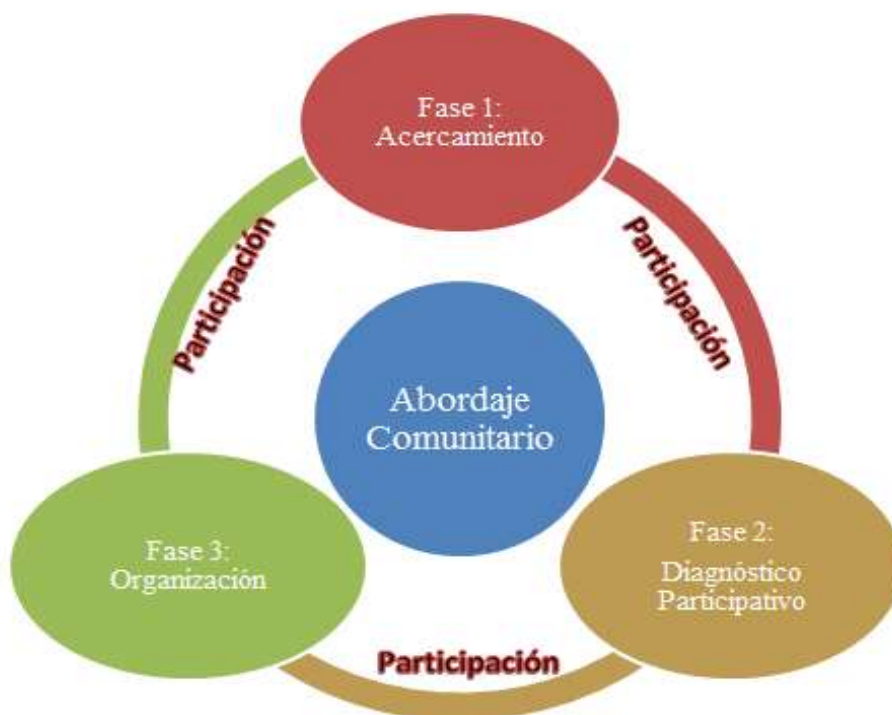 Fase 1:
Acercamiento
Participación
Participación
Abordaje
Comunitario
Fase 3:
Organización
Fase 2:
Diagnóstico
Participativo
Participación